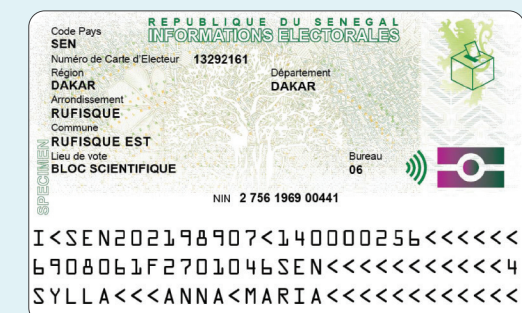 REPUBLIQUE DU SENEGAL
INFORMATIONS ELECTORALES
Code Pays
SEN
Numéro de Carte d'Electeur 13292161
Région Département
DAKAR DAKAR
Arrondissement
RUFISQUE
Commune
RUFISQUE EST
Lieu de vote Bureau
BLOC SCIENTIFIQUE 06
SPECIMEN
NIN 2 756 1969 00441
I<SEN202198907<140000256<<<<<<
6908061F2701046SEN<<<<<<<<<<<4
SYLLA<<<ANNA<MARIA<<<<<<<<<<<<